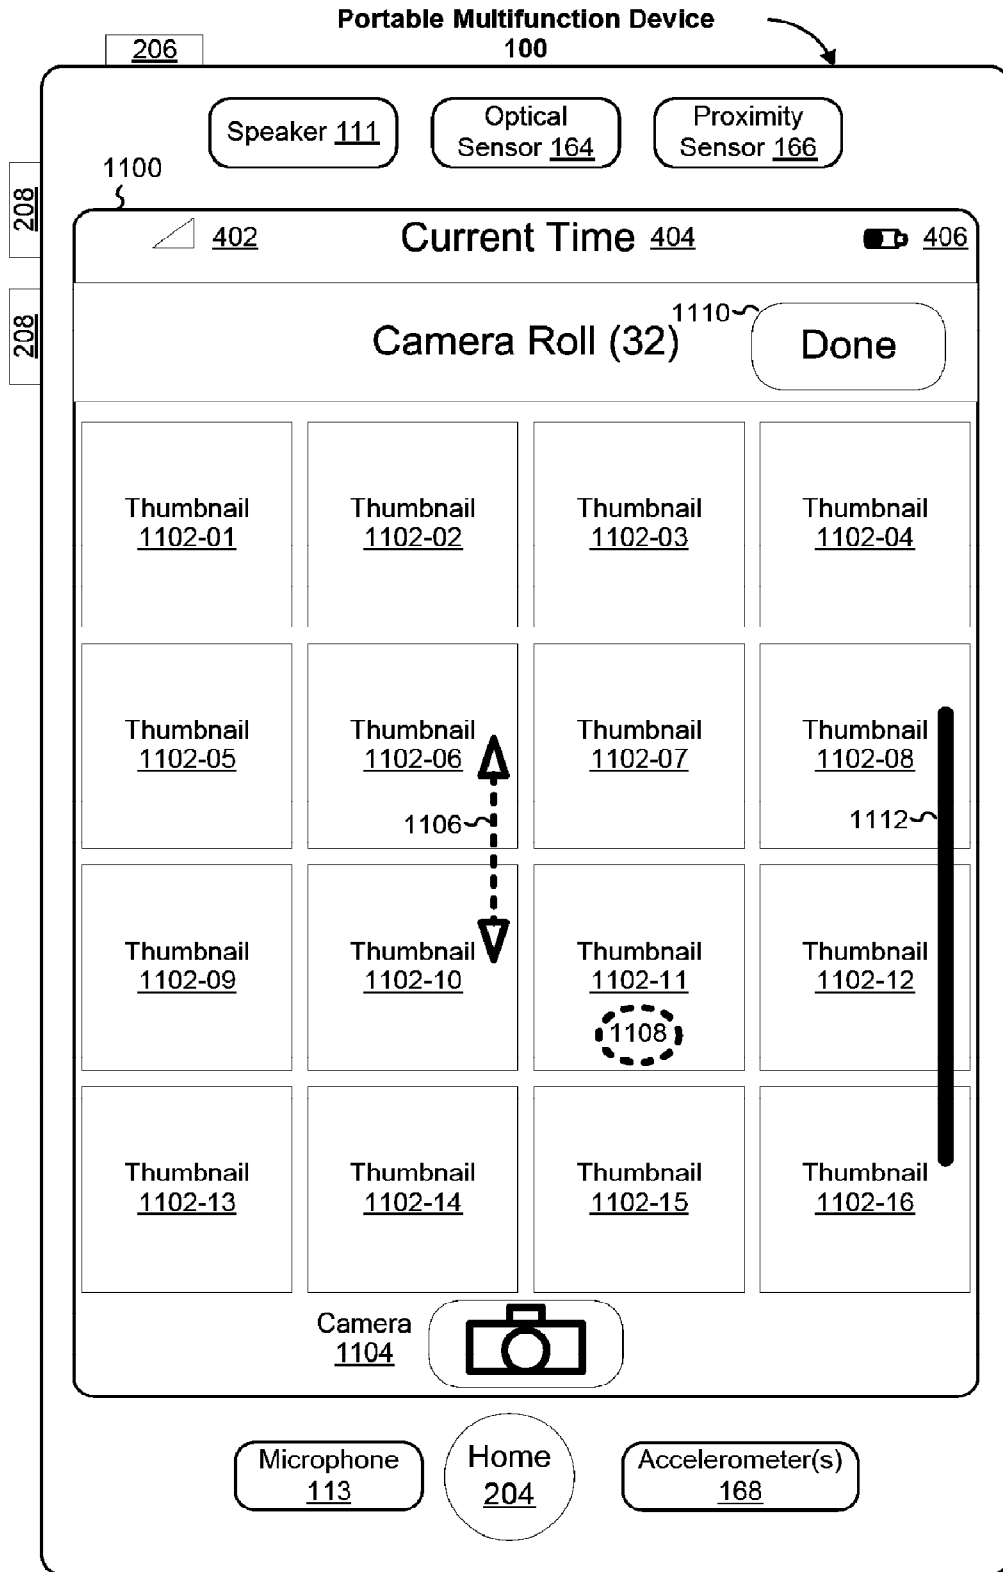 Portable Multifunction Device
100
206
Speaker 111
Optical
Sensor 164
Proximity
Sensor 166
208
1100
402
Current Time 404
406
208
Camera Roll (32)
1110
Done
Thumbnail
1102-01
Thumbnail
1102-02
Thumbnail
1102-03
Thumbnail
1102-04
Thumbnail
1102-05
Thumbnail
1102-06
Thumbnail
1102-07
Thumbnail
1102-08
1106
1112
Thumbnail
1102-09
Thumbnail
1102-10
Thumbnail
1102-11
Thumbnail
1102-12
1108
Thumbnail
1102-13
Thumbnail
1102-14
Thumbnail
1102-15
Thumbnail
1102-16
Camera
1104
Microphone
113
Home
204
Accelerometer(s)
168